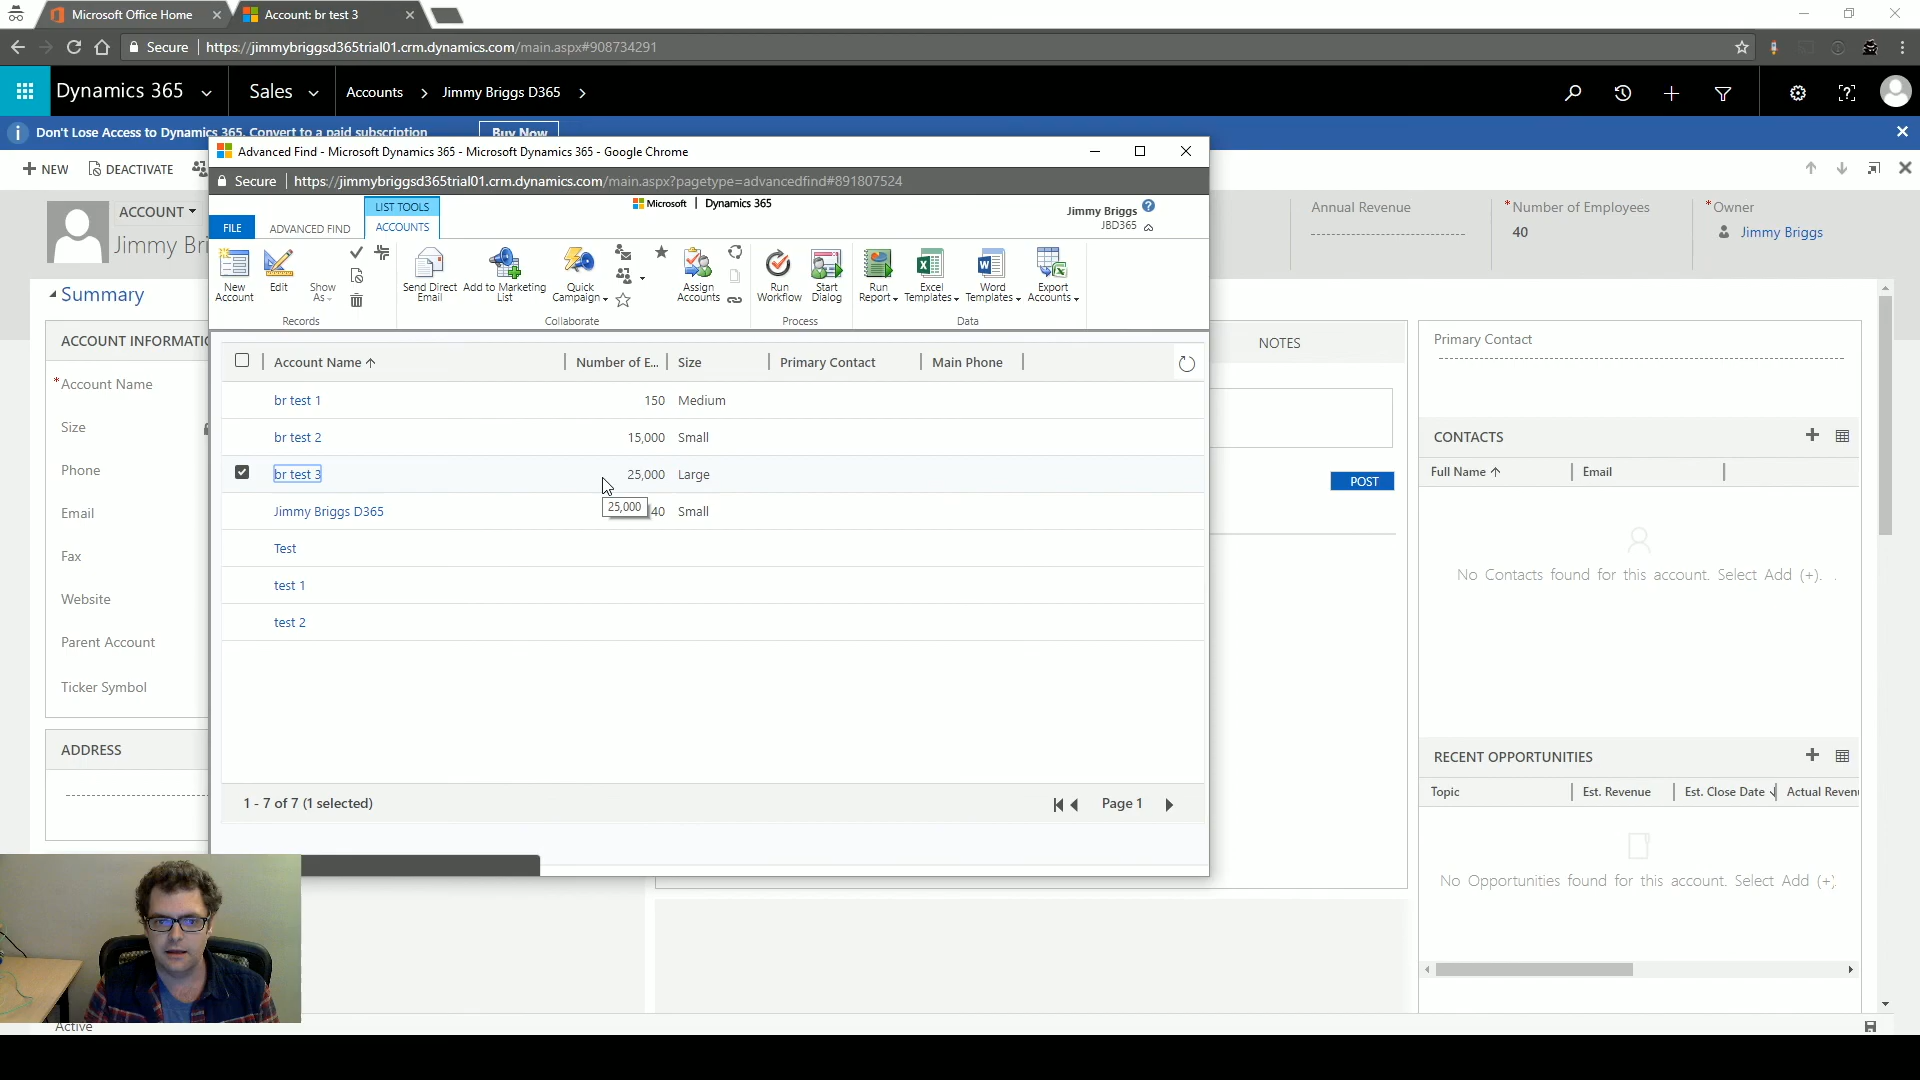 Microsoft Office Home
Account: br test 3
Secure
https://jimmybriggsd365trial01.crm.dynamics.com/main.aspx#908734291
Dynamics 365
Sales
Accounts
Jimmy Briggs D365
Don't Lose Access to Dynamics 365. Convert to a paid subscription
Buy Now
NEW
DEACTIVATE
ACCOUNT
Jimmy Bri
Annual Revenue
*Number of Employees
40
*Owner
Jimmy Briggs
Summary
ACCOUNT INFORMATIO
*Account Name
Size
Phone
Email
Fax
Website
Parent Account
Ticker Symbol
ADDRESS
Active
Advanced Find - Microsoft Dynamics 365 - Microsoft Dynamics 365 - Google Chrome
Secure
https://jimmybriggsd365trial01.crm.dynamics.com/main.aspx?pagetype=advancedfind#891807524
Microsoft | Dynamics 365
Jimmy Briggs
JBD365
FILE
ADVANCED FIND
LIST TOOLS
ACCOUNTS
New Account
Edit
Show As
Records
Send Direct Email
Add to Marketing List
Quick Campaign
Collaborate
Assign Accounts
Run Workflow
Start Dialog
Process
Run Report
Excel Templates
Word Templates
Export Accounts
Data
Account Name
Number of E...
Size
Primary Contact
Main Phone
br test 1 150 Medium
br test 2 15,000 Small
br test 3 25,000 Large
25,000
Jimmy Briggs D365 40 Small
Test
test 1
test 2
1 - 7 of 7 (1 selected)
Page 1
NOTES
POST
Primary Contact
CONTACTS
Full Name
Email
No Contacts found for this account. Select Add (+). .
RECENT OPPORTUNITIES
Topic
Est. Revenue
Est. Close Date
Actual Reven
No Opportunities found for this account. Select Add (+)